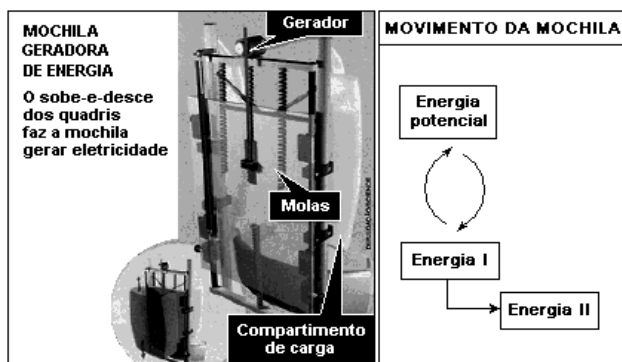 MOCHILA
GERADORA
DE ENERGIA
O sobe-e-desce
dos quadris
faz a mochila
gerar eletricidade
Gerador
Molas
Compartimento
de carga
MOVIMENTO DA MOCHILA
Energia
potencial
Energia I
Energia II